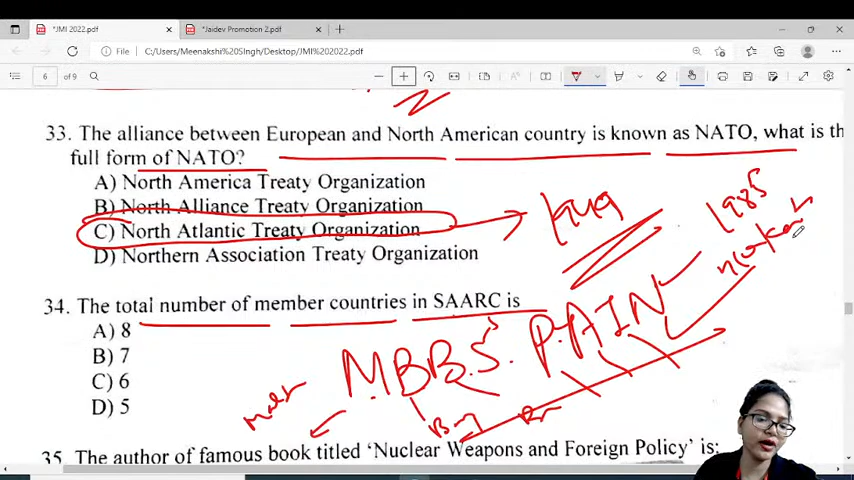 *JMI 2022.pdf
*Jaidev Promotion 2.pdf
File
C:/Users/Meenakshi%20SIngh/Desktop/JMI%202022.pdf
6 of 9
33. The alliance between European and North American country is known as NATO, what is th
full form of NATO?
A) North America Treaty Organization
B) North Alliance Treaty Organization
C) North Atlantic Treaty Organization
D) Northern Association Treaty Organization
1949
1985
34. The total number of member countries in SAARC is
A) 8
B) 7
C) 6
D) 5
M.B.B.S. P.A.I.N
35. The author of famous book titled 'Nuclear Weapons and Foreign Policy' is: